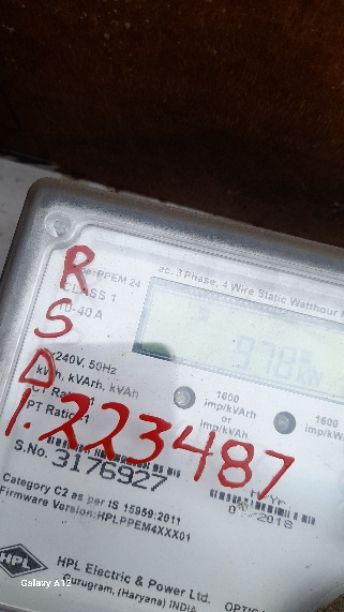 PPEM 24
ac. 3 Phase, 4 Wire Static Watthour
CLASS 1
10-40 A
R
S
D
240V, 50Hz
kWh, kVArh, kVAh
CT Ratio
PT Ratio
1600
imp/kVArh
or
imp/kVAh
1600
1.223487
S.No. 3176927
2018
Category C2 as per IS 15959:2011
Firmware Version:HPLPPEM4XXX01
HPL
HPL Electric & Power Ltd.
Gurugram, (Haryana) INDIA
Galaxy A12